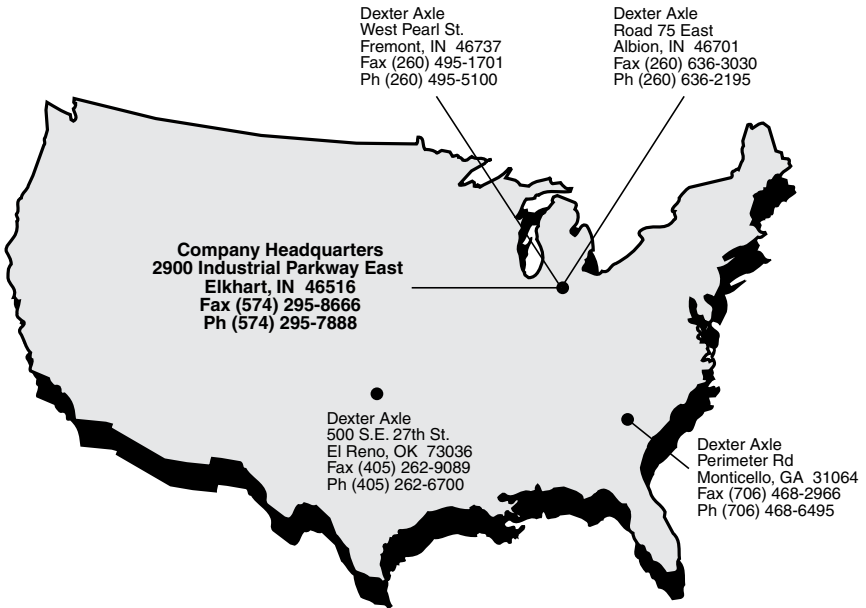 Dexter Axle
West Pearl St.
Fremont, IN 46737
Fax (260) 495-1701
Ph (260) 495-5100
Dexter Axle
Road 75 East
Albion, IN 46701
Fax (260) 636-3030
Ph (260) 636-2195
Company Headquarters
2900 Industrial Parkway East
Elkhart, IN 46516
Fax (574) 295-8666
Ph (574) 295-7888
Dexter Axle
500 S.E. 27th St.
El Reno, OK 73036
Fax (405) 262-9089
Ph (405) 262-6700
Dexter Axle
Perimeter Rd
Monticello, GA 31064
Fax (706) 468-2966
Ph (706) 468-6495